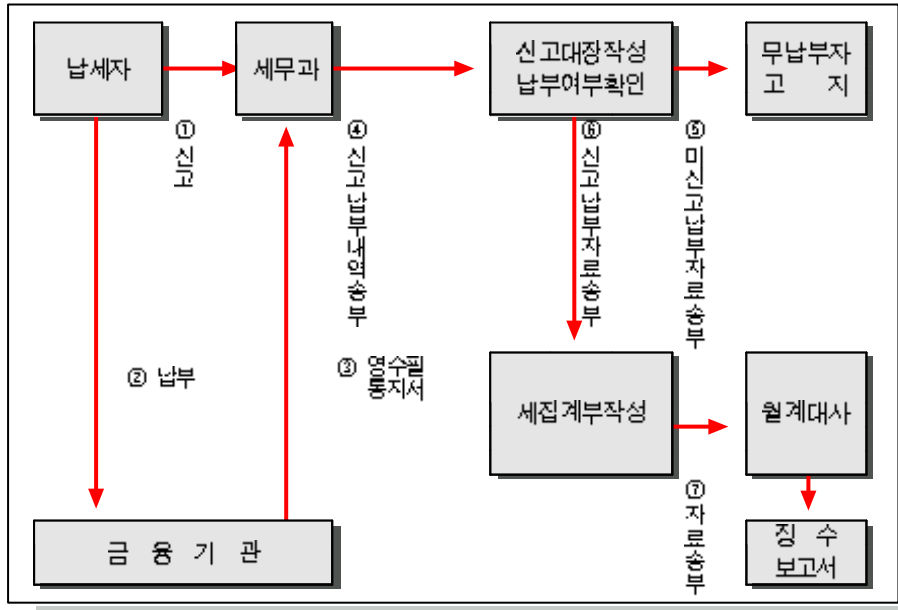 납세자
세무과
신고대장작성
납부여부확인
무납부자
고 지
① 신고
④ 신고납부내역송부
⑥ 신고납부자료송부
⑤ 미신고납부자료송부
② 납부
③ 영수필
통지서
세집계부작성
월계대사
⑦ 자료송부
금 융 기 관
징 수
보고서